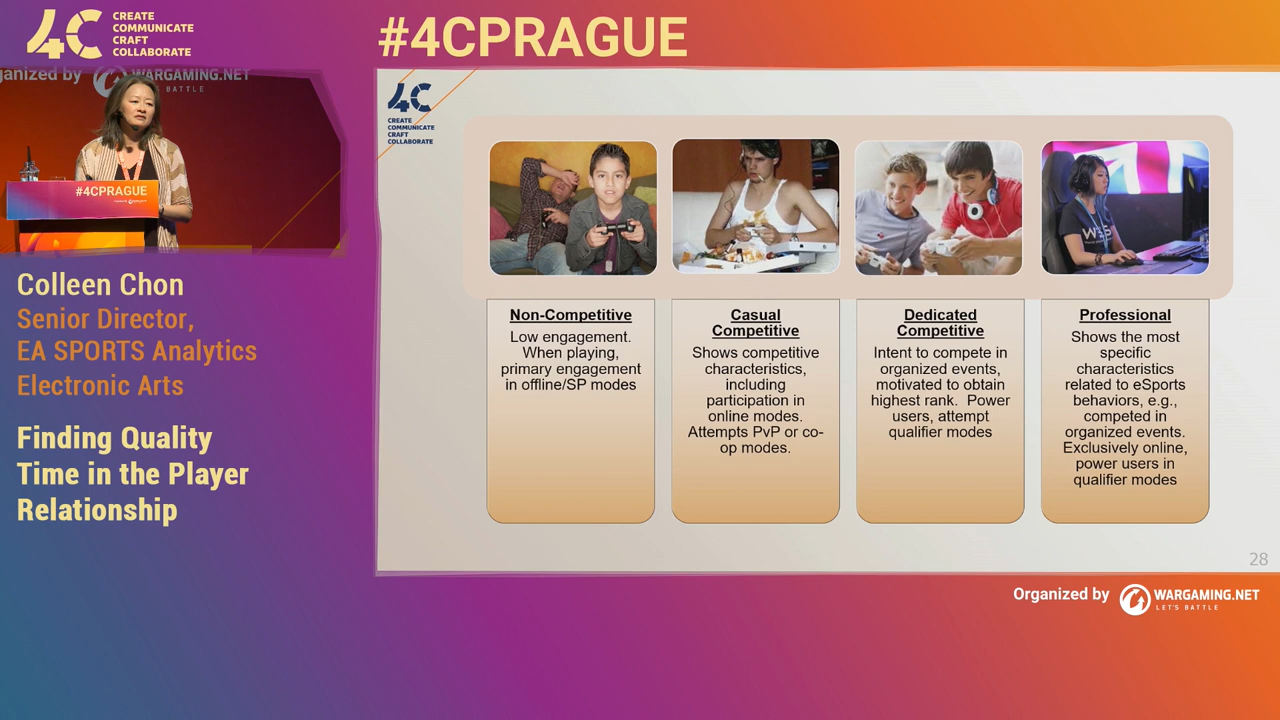 4C
CREATE
COMMUNICATE
CRAFT
COLLABORATE
#4CPRAGUE
ganized by WARGAMING.NET
BATTLE
#4CPRAGUE
Colleen Chon
Senior Director,
EA SPORTS Analytics
Electronic Arts
Finding Quality
Time in the Player
Relationship
4C
CREATE
COMMUNICATE
CRAFT
COLLABORATE
Non-Competitive
Low engagement.
When playing,
primary engagement
in offline/SP modes
Casual
Competitive
Shows competitive
characteristics,
including
participation in
online modes.
Attempts PvP or co-
op modes.
Dedicated
Competitive
Intent to compete in
organized events,
motivated to obtain
highest rank. Power
users, attempt
qualifier modes
Professional
Shows the most
specific
characteristics
related to eSports
behaviors, e.g.,
competed in
organized events.
Exclusively online,
power users in
qualifier modes
28
Organized by WARGAMING.NET
LET'S BATTLE